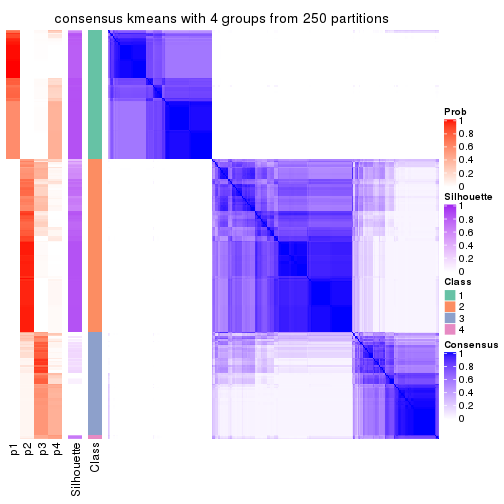 consensus kmeans with 4 groups from 250 partitions
Prob
1
0.8
0.6
0.4
0.2
0
Silhouette
1
0.8
0.6
0.4
0.2
0
Class
1
2
3
4
Consensus
1
0.8
0.6
0.4
0.2
0
p1
p2
p3
p4
Silhouette
Class